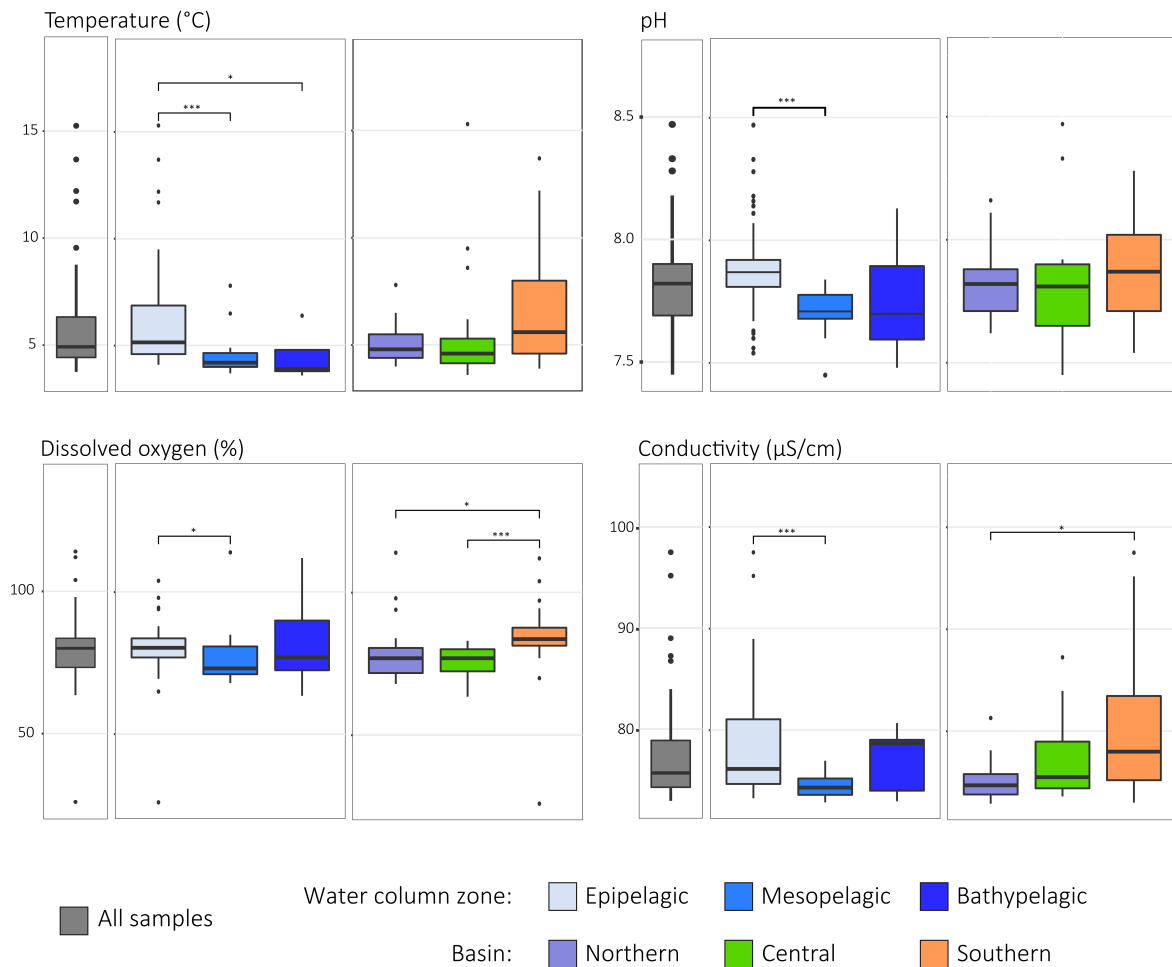 Temperature (°C)
pH
*
***
15
10
5
***
8.5
8.0
7.5
Dissolved oxygen (%)
Conductivity (µS/cm)
*
*
***
100
50
***
*
100
90
80
All samples
Water column zone: Epipelagic Mesopelagic Bathypelagic
Basin: Northern Central Southern